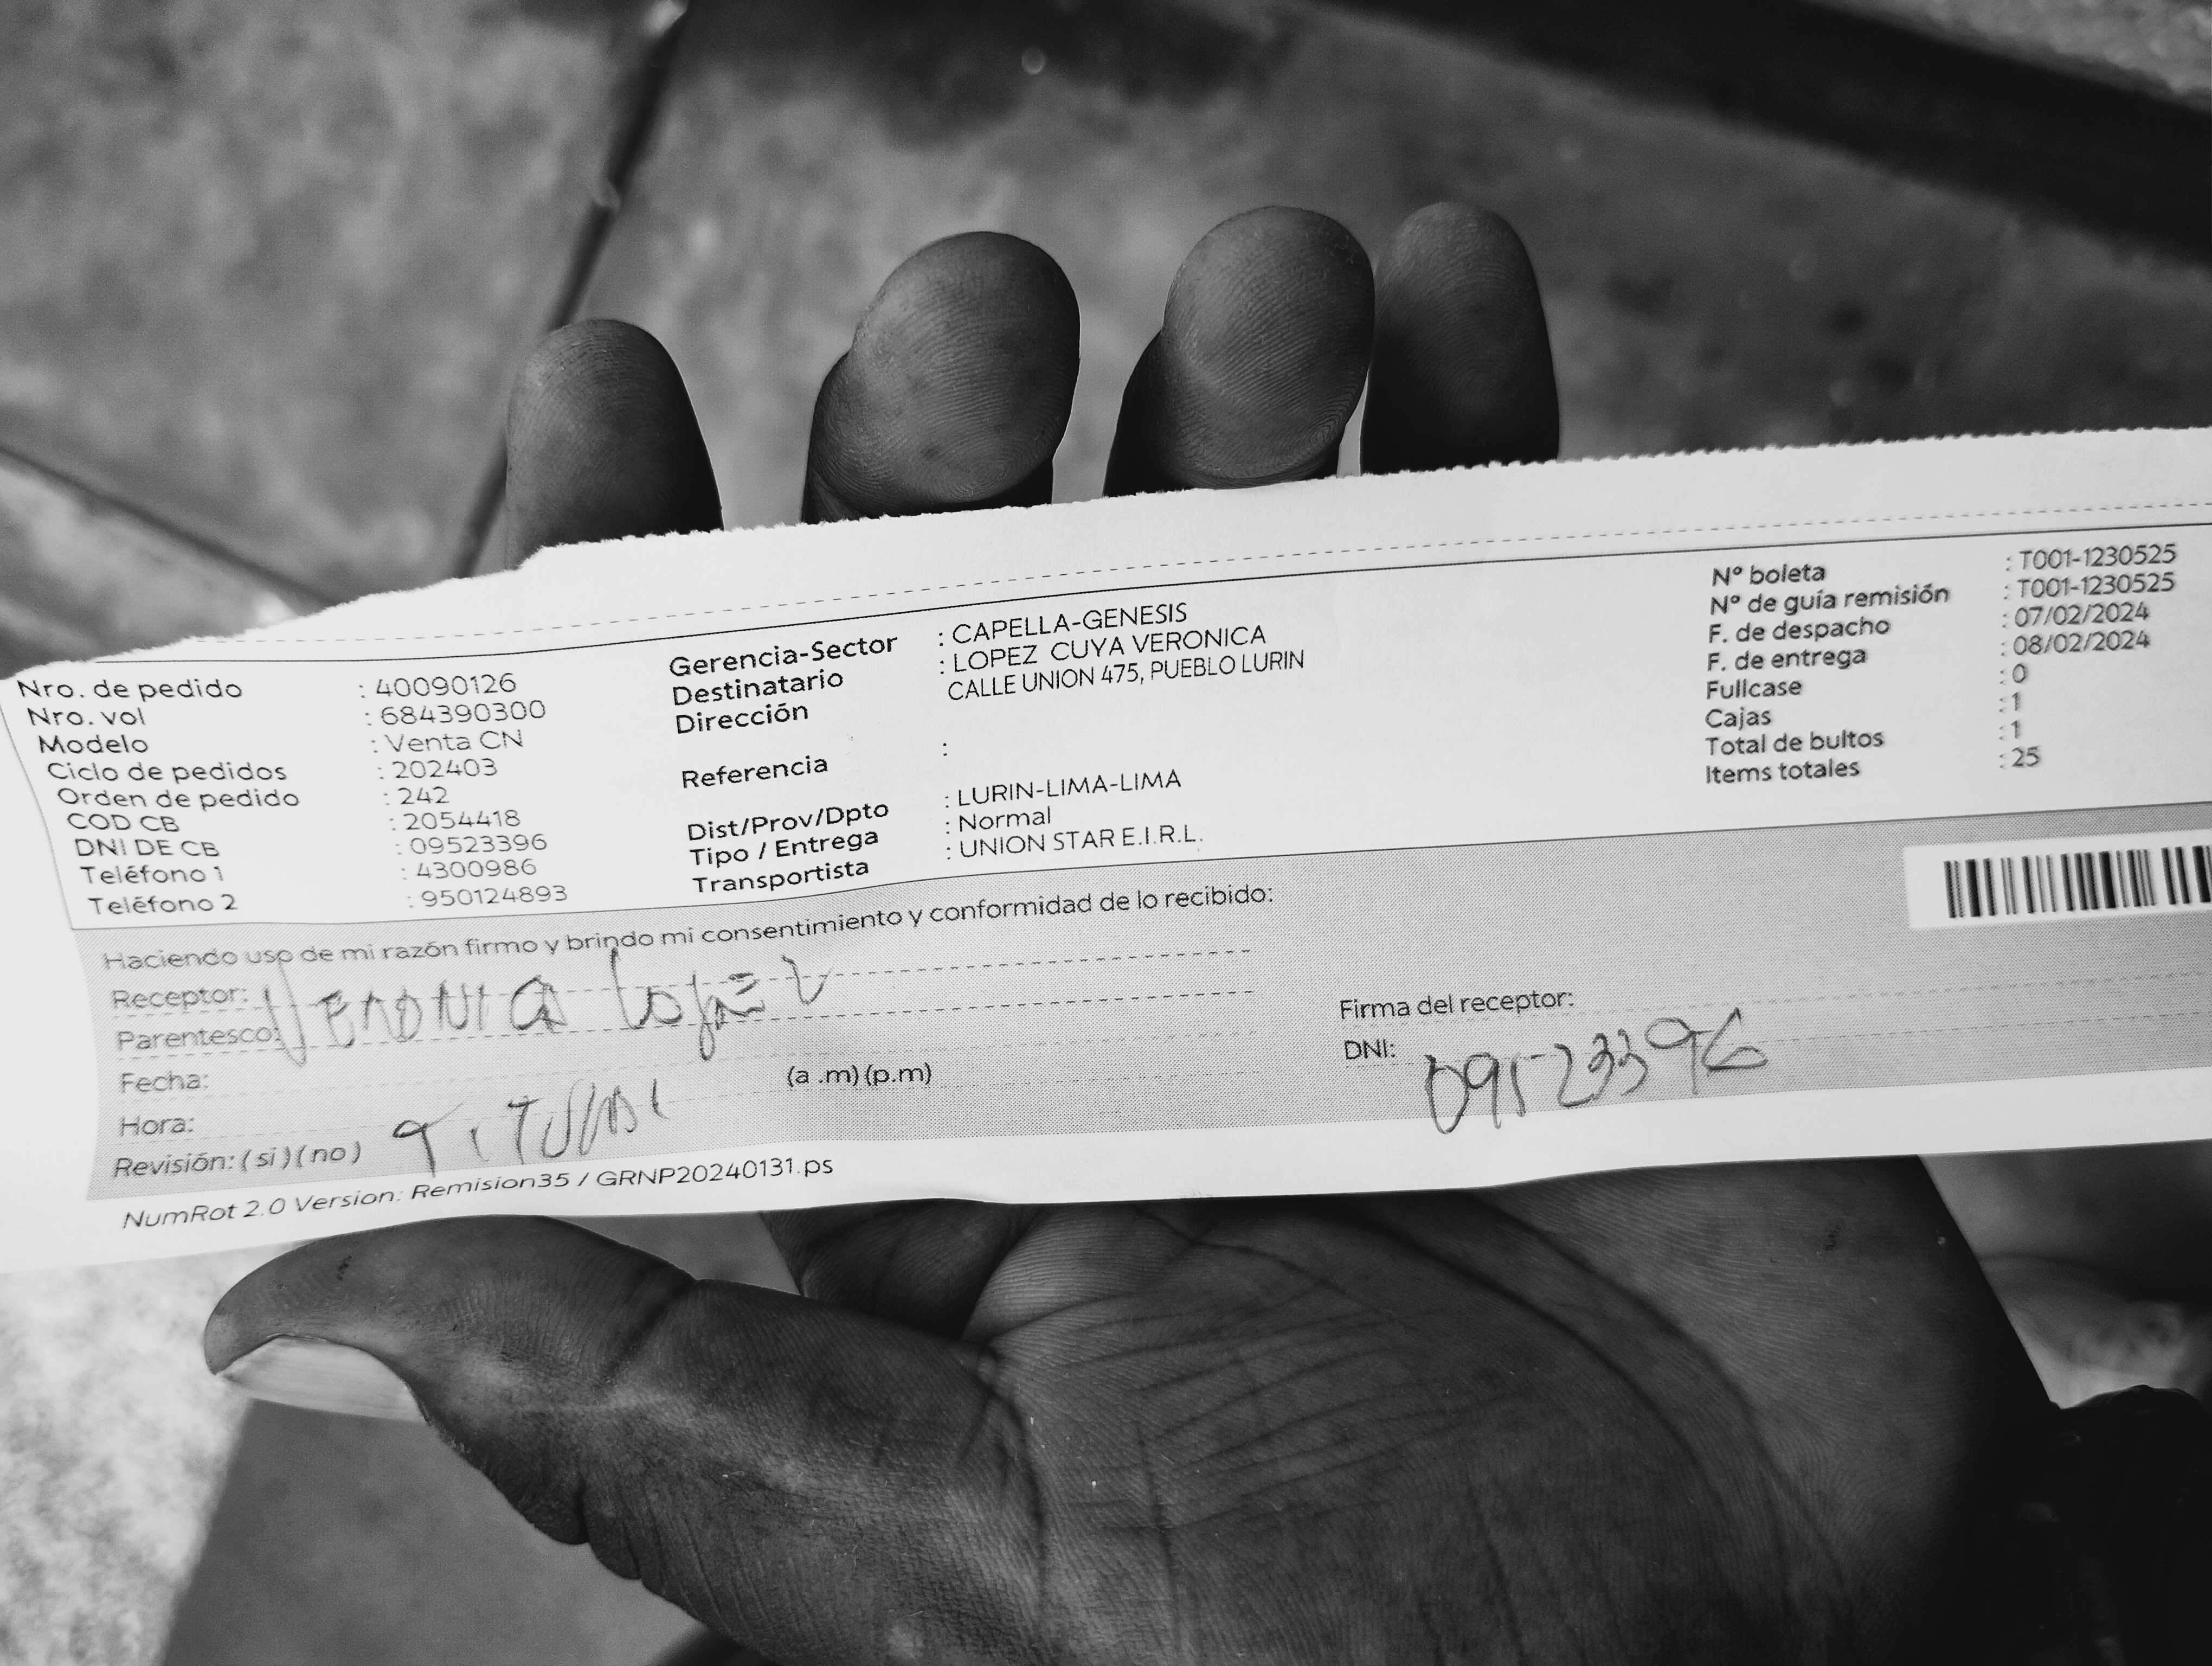 Nro. de pedido : 40090126
Nro. vol : 684390300
Modelo : Venta CN
Ciclo de pedidos : 202403
Orden de pedido : 242
COD CB : 2054418
DNI DE CB : 09523396
Teléfono 1 : 4300986
Teléfono 2 : 950124893
Gerencia-Sector : CAPELLA-GENESIS
Destinatario : LOPEZ CUYA VERONICA
Dirección CALLE UNION 475, PUEBLO LURIN
Referencia :
Dist/Prov/Dpto : LURIN-LIMA-LIMA
Tipo / Entrega : Normal
Transportista : UNION STAR E.I.R.L.
Nº boleta : T001-1230525
Nº de guía remisión : T001-1230525
F. de despacho : 07/02/2024
F. de entrega : 08/02/2024
Fullcase : 0
Cajas : 1
Total de bultos : 1
Items totales : 25
Haciendo uso de mi razón firmo y brindo mi consentimiento y conformidad de lo recibido:
Receptor: VERONICA LOPEZ
Parentesco:
Fecha:
Hora: (a .m) (p.m)
Revisión: ( si ) ( no ) TITULAR
Firma del receptor:
DNI: 09523396
NumRot 2.0 Version: Remision35 / GRNP20240131.ps